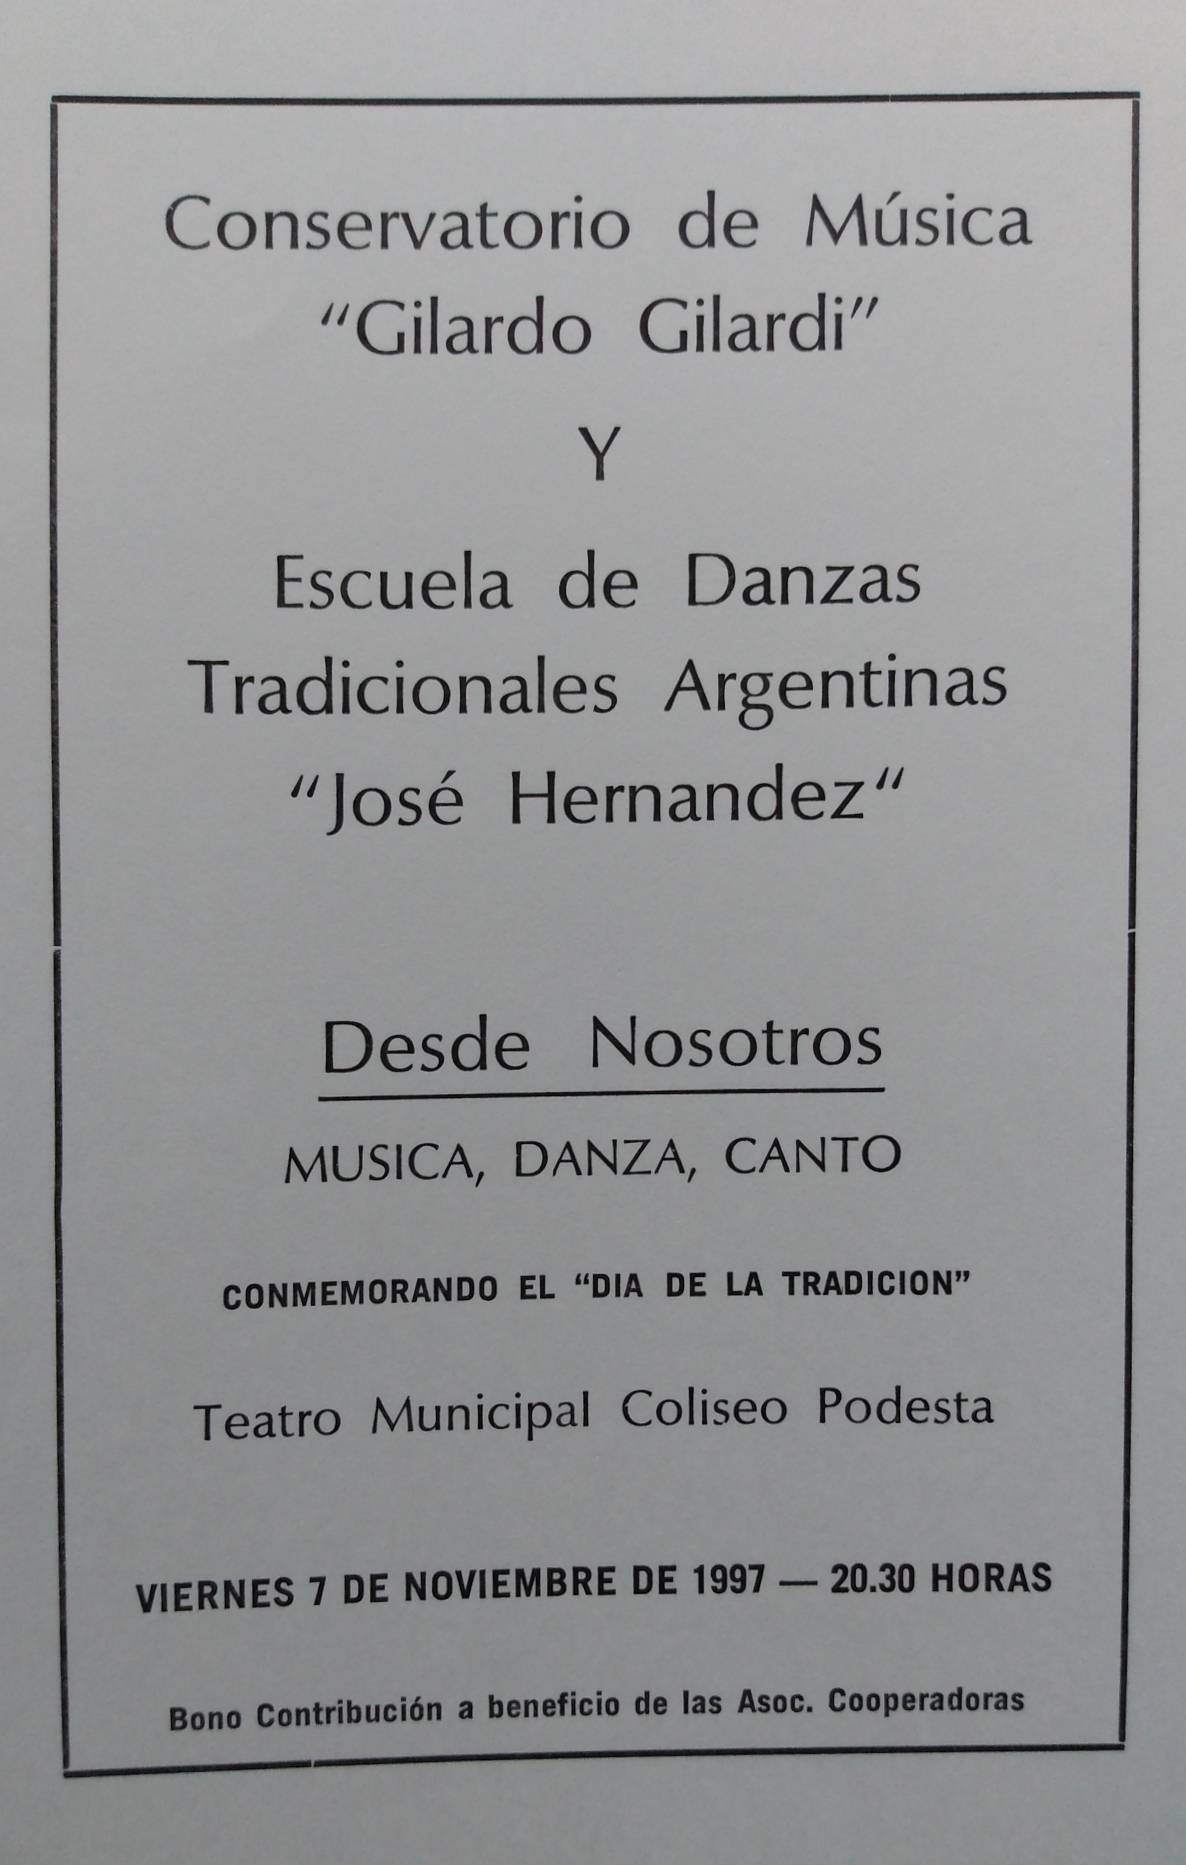 Conservatorio de Música
“Gilardo Gilardi”
Y
Escuela de Danzas
Tradicionales Argentinas
“José Hernandez“
Desde Nosotros
MUSICA, DANZA, CANTO
CONMEMORANDO EL “DIA DE LA TRADICION”
Teatro Municipal Coliseo Podesta
VIERNES 7 DE NOVIEMBRE DE 1997 — 20.30 HORAS
Bono Contribución a beneficio de las Asoc. Cooperadoras